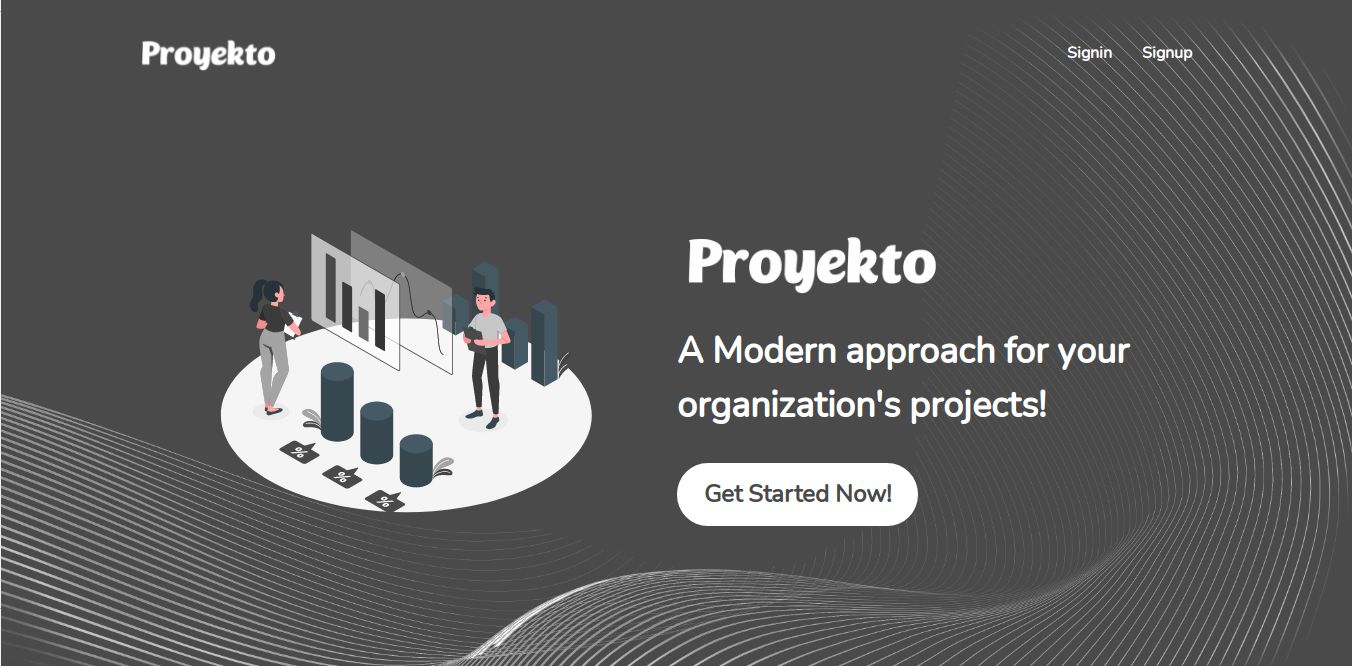 Proyekto
Signin Signup
Proyekto
A Modern approach for your
organization's projects!
Get Started Now!
%
%
%